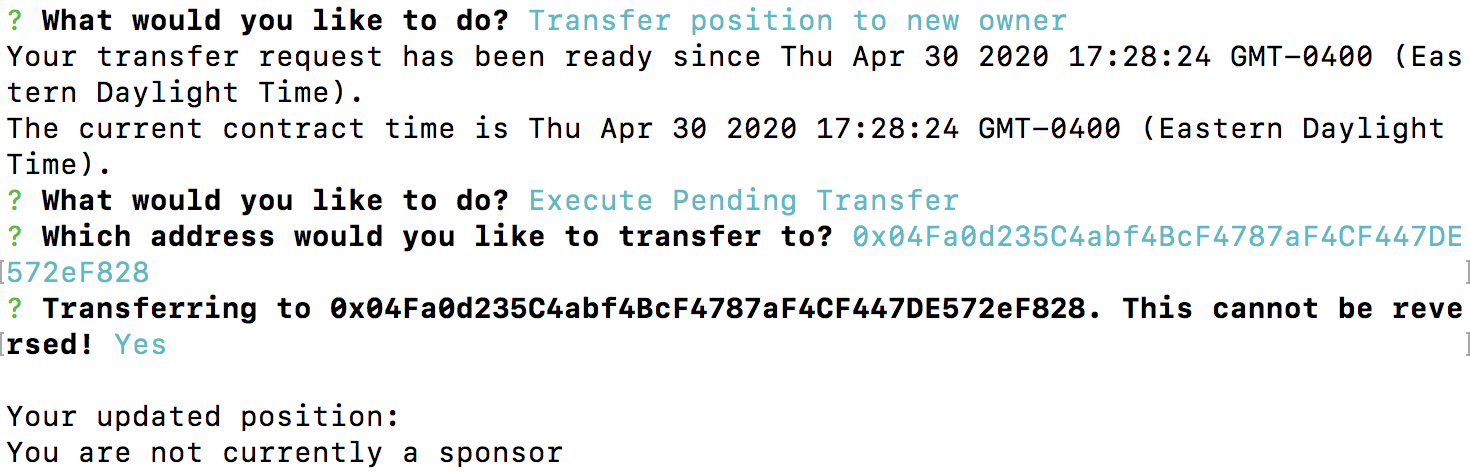 ? What would you like to do? Transfer position to new owner
Your transfer request has been ready since Thu Apr 30 2020 17:28:24 GMT-0400 (Eas
tern Daylight Time).
The current contract time is Thu Apr 30 2020 17:28:24 GMT-0400 (Eastern Daylight
Time).
? What would you like to do? Execute Pending Transfer
? Which address would you like to transfer to? 0x04Fa0d235C4abf4BcF4787aF4CF447DE
[572eF828 ]
? Transferring to 0x04Fa0d235C4abf4BcF4787aF4CF447DE572eF828. This cannot be reve
[rsed! Yes ]
Your updated position:
You are not currently a sponsor